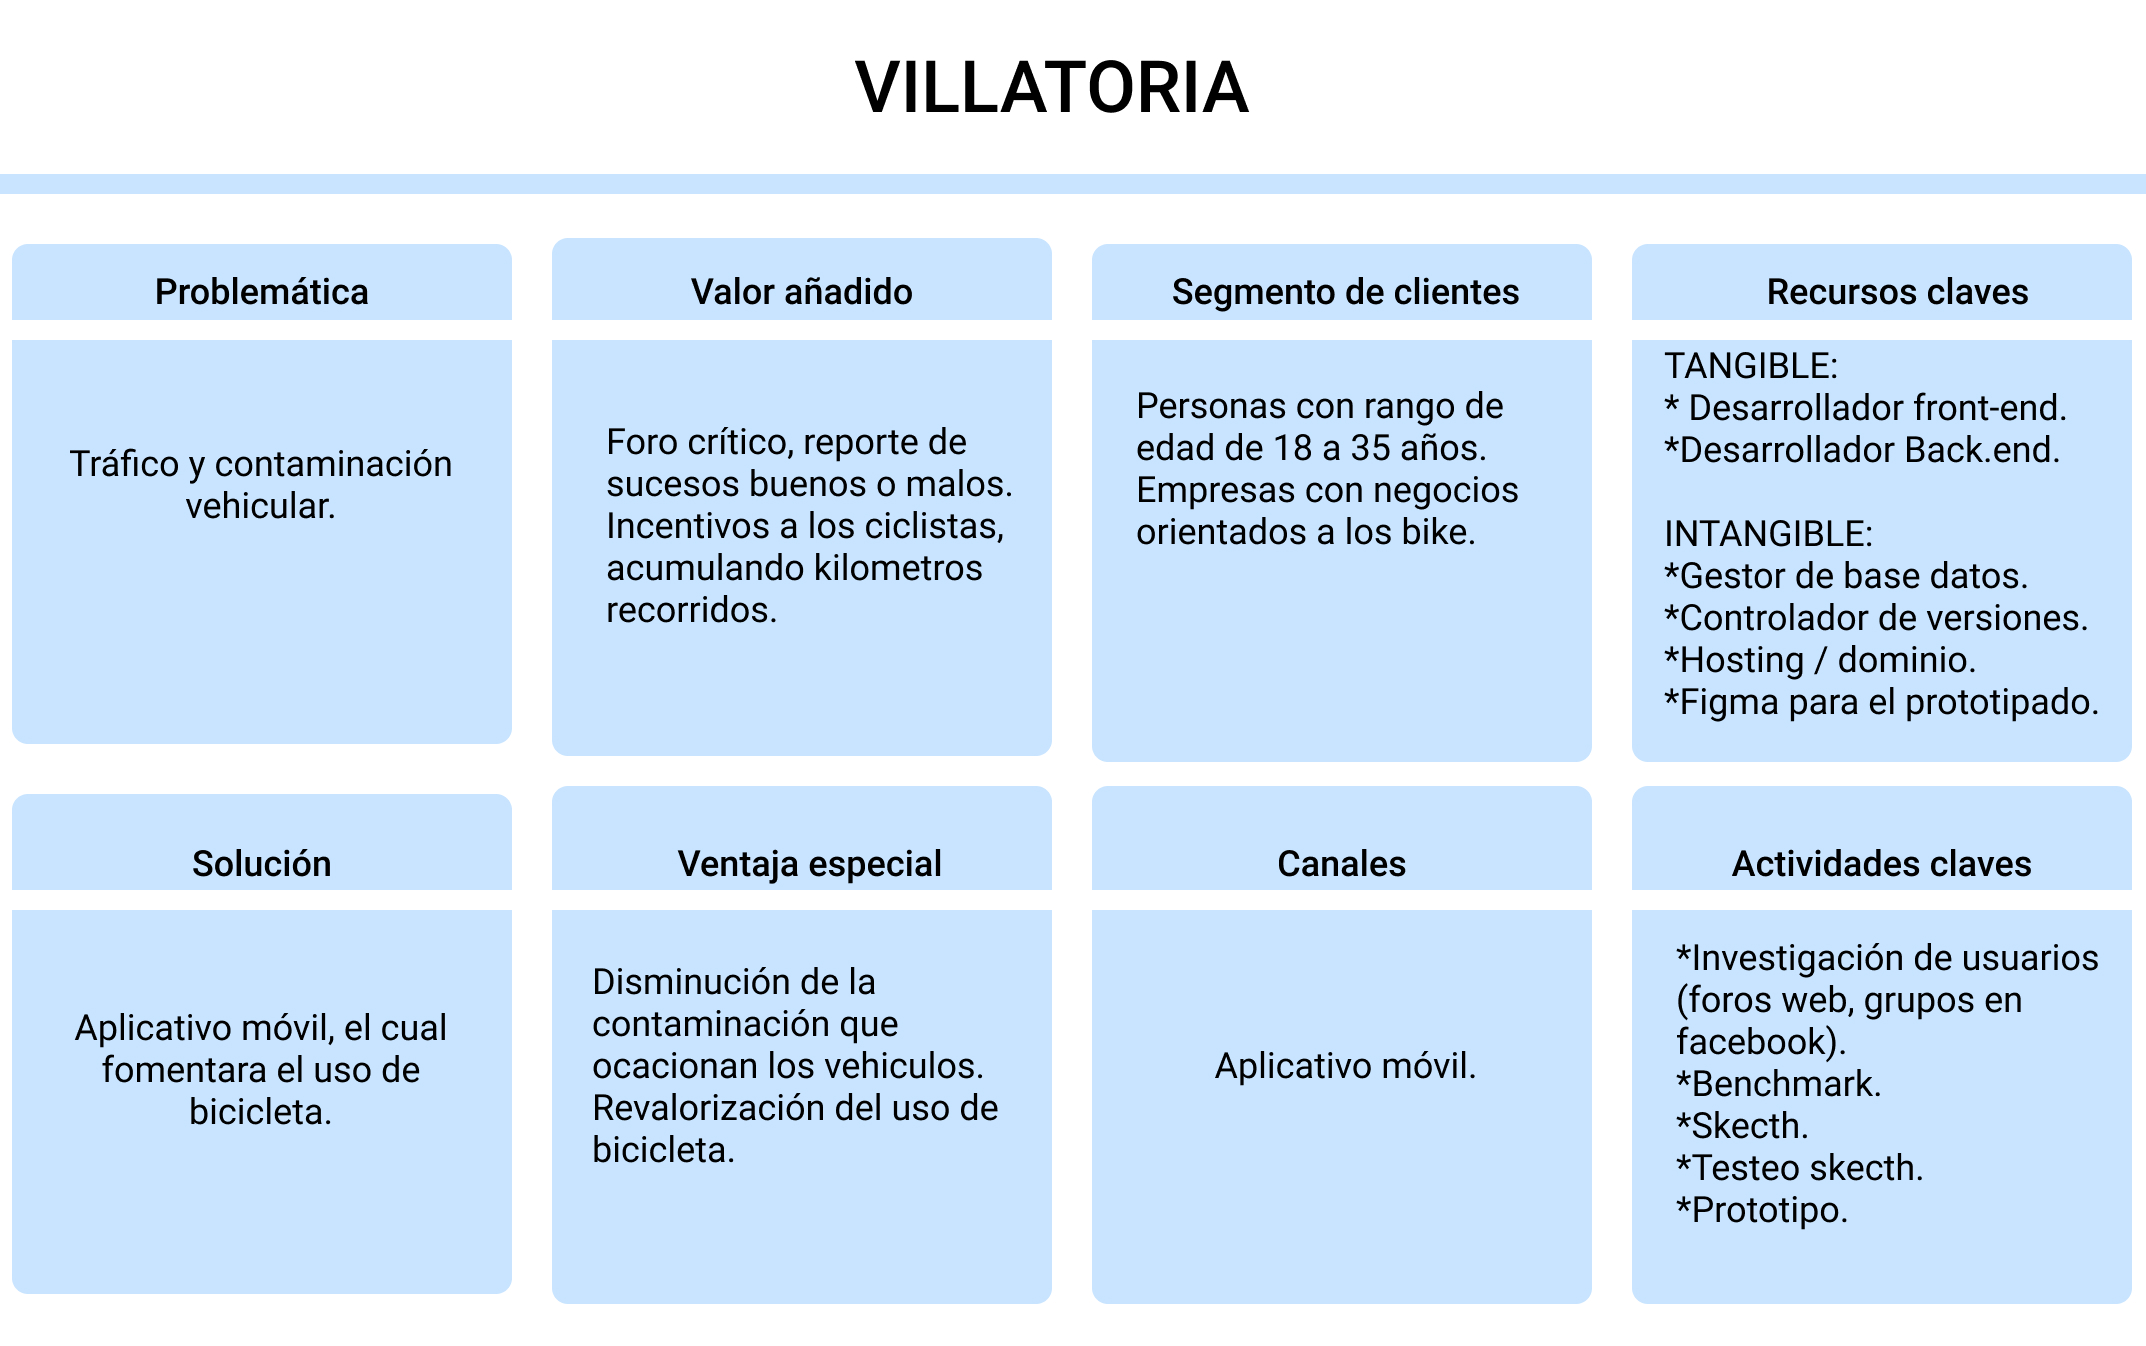 VILLATORIA
Problemática
Tráfico y contaminación
vehicular.
Valor añadido
Foro crítico, reporte de
sucesos buenos o malos.
Incentivos a los ciclistas,
acumulando kilometros
recorridos.
Segmento de clientes
Personas con rango de
edad de 18 a 35 años.
Empresas con negocios
orientados a los bike.
Recursos claves
TANGIBLE:
* Desarrollador front-end.
*Desarrollador Back.end.
INTANGIBLE:
*Gestor de base datos.
*Controlador de versiones.
*Hosting / dominio.
*Figma para el prototipado.
Solución
Aplicativo móvil, el cual
fomentara el uso de
bicicleta.
Ventaja especial
Disminución de la
contaminación que
ocacionan los vehiculos.
Revalorización del uso de
bicicleta.
Canales
Aplicativo móvil.
Actividades claves
*Investigación de usuarios
(foros web, grupos en
facebook).
*Benchmark.
*Skecth.
*Testeo skecth.
*Prototipo.